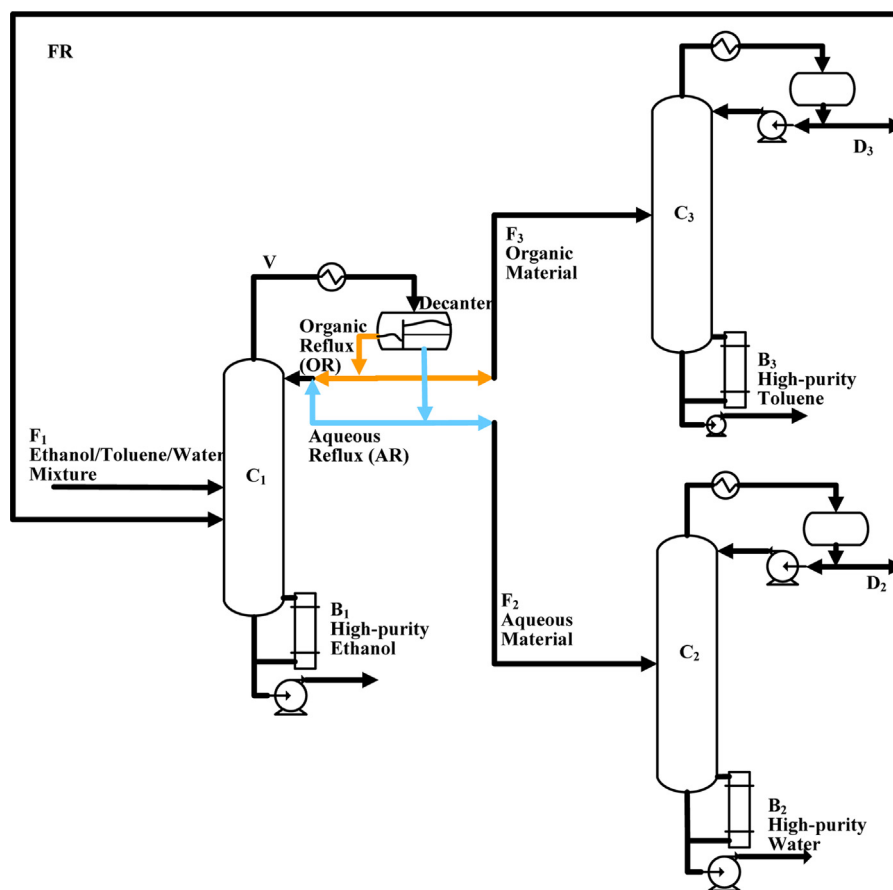 FR
D₃
C₃
F₃
Organic
Material
V
Decanter
Organic
Reflux
(OR)
B₃
High-purity
Toluene
Aqueous
Reflux (AR)
F₁
Ethanol/Toluene/Water
Mixture
C₁
D₂
B₁
High-purity
Ethanol
F₂
Aqueous
Material
C₂
B₂
High-purity
Water